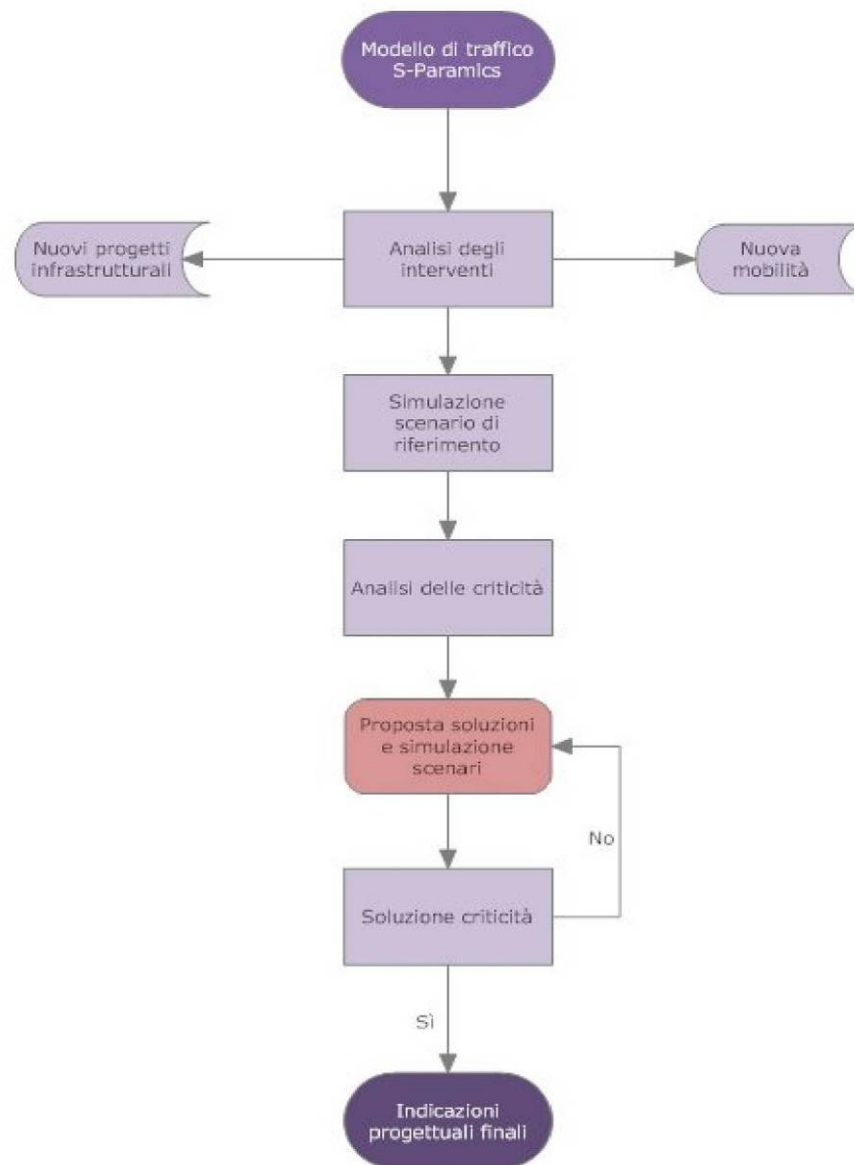 Modello di traffico
S-Paramics
Nuovi progetti
infrastrutturali
Analisi degli
interventi
Nuova
mobilità
Simulazione
scenario di
riferimento
Analisi delle criticità
Proposta soluzioni
e simulazione
scenari
No
Soluzione criticità
Sì
Indicazioni
progettuali finali